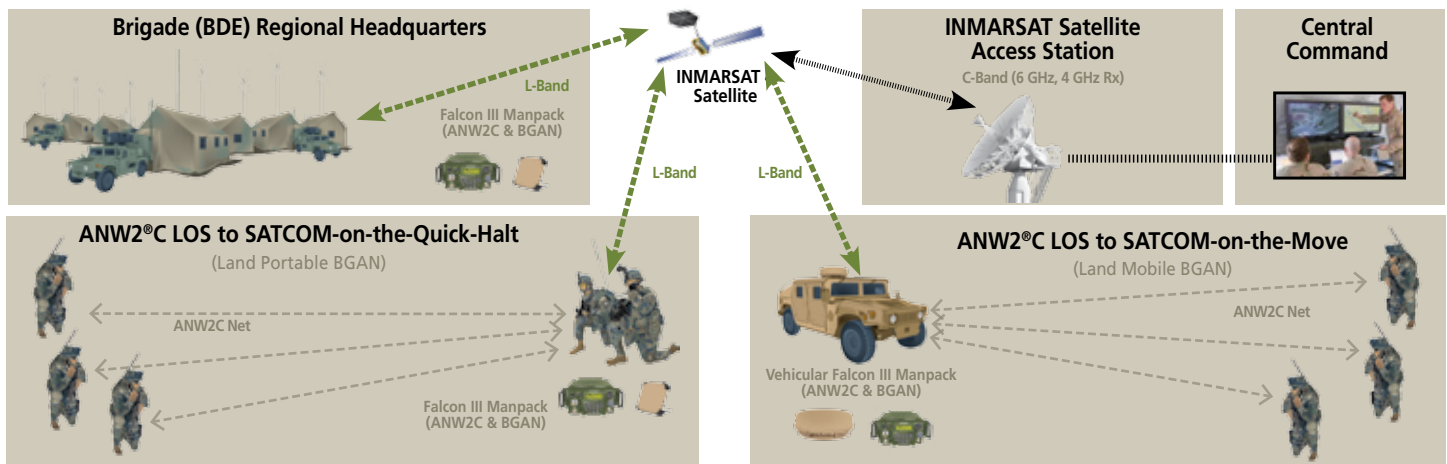 Brigade (BDE) Regional Headquarters
L-Band
Falcon III Manpack
(ANW2C & BGAN)
INMARSAT
Satellite
INMARSAT Satellite
Access Station
C-Band (6 GHz, 4 GHz Rx)
Central
Command
L-Band
L-Band
ANW2®C LOS to SATCOM-on-the-Quick-Halt
(Land Portable BGAN)
ANW2C Net
Falcon III Manpack
(ANW2C & BGAN)
ANW2®C LOS to SATCOM-on-the-Move
(Land Mobile BGAN)
ANW2C Net
Vehicular Falcon III Manpack
(ANW2C & BGAN)